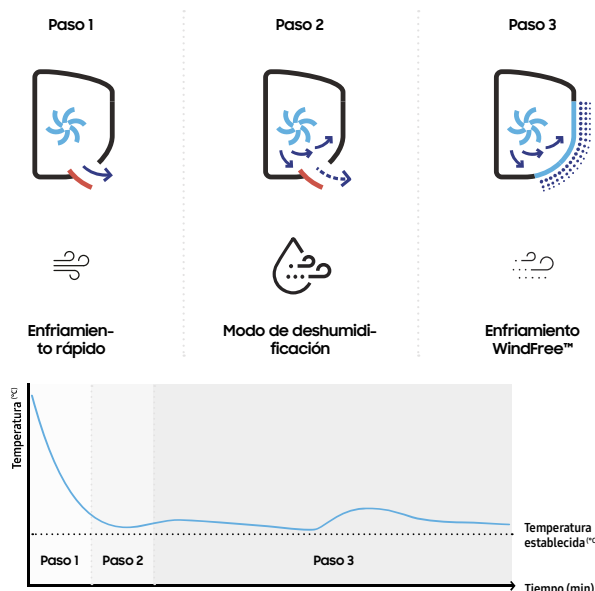 Paso 1
Paso 2
Paso 3
Enfriamien-
to rápido
Modo de deshumidi-
ficación
Enfriamiento
WindFree™
Temperatura (°C)
Paso 1
Paso 2
Paso 3
Temperatura
establecida (°C
Tiempo (min)